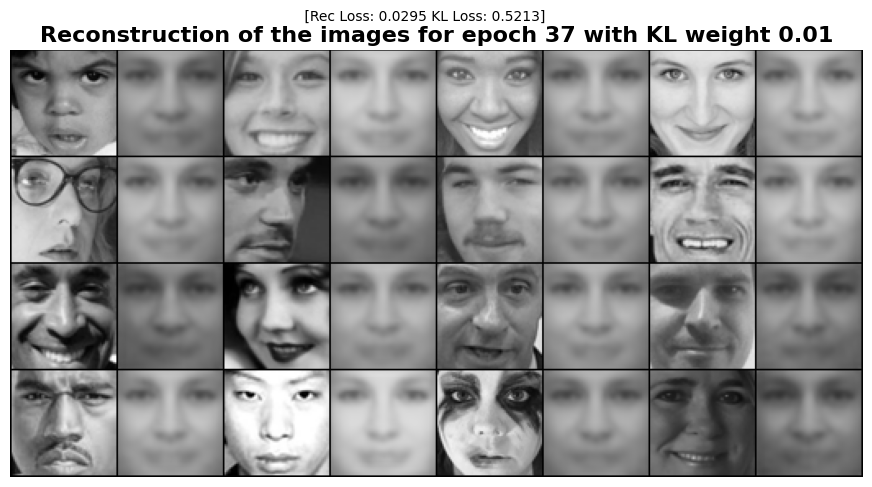 [Rec Loss: 0.0295 KL Loss: 0.5213]
Reconstruction of the images for epoch 37 with KL weight 0.01